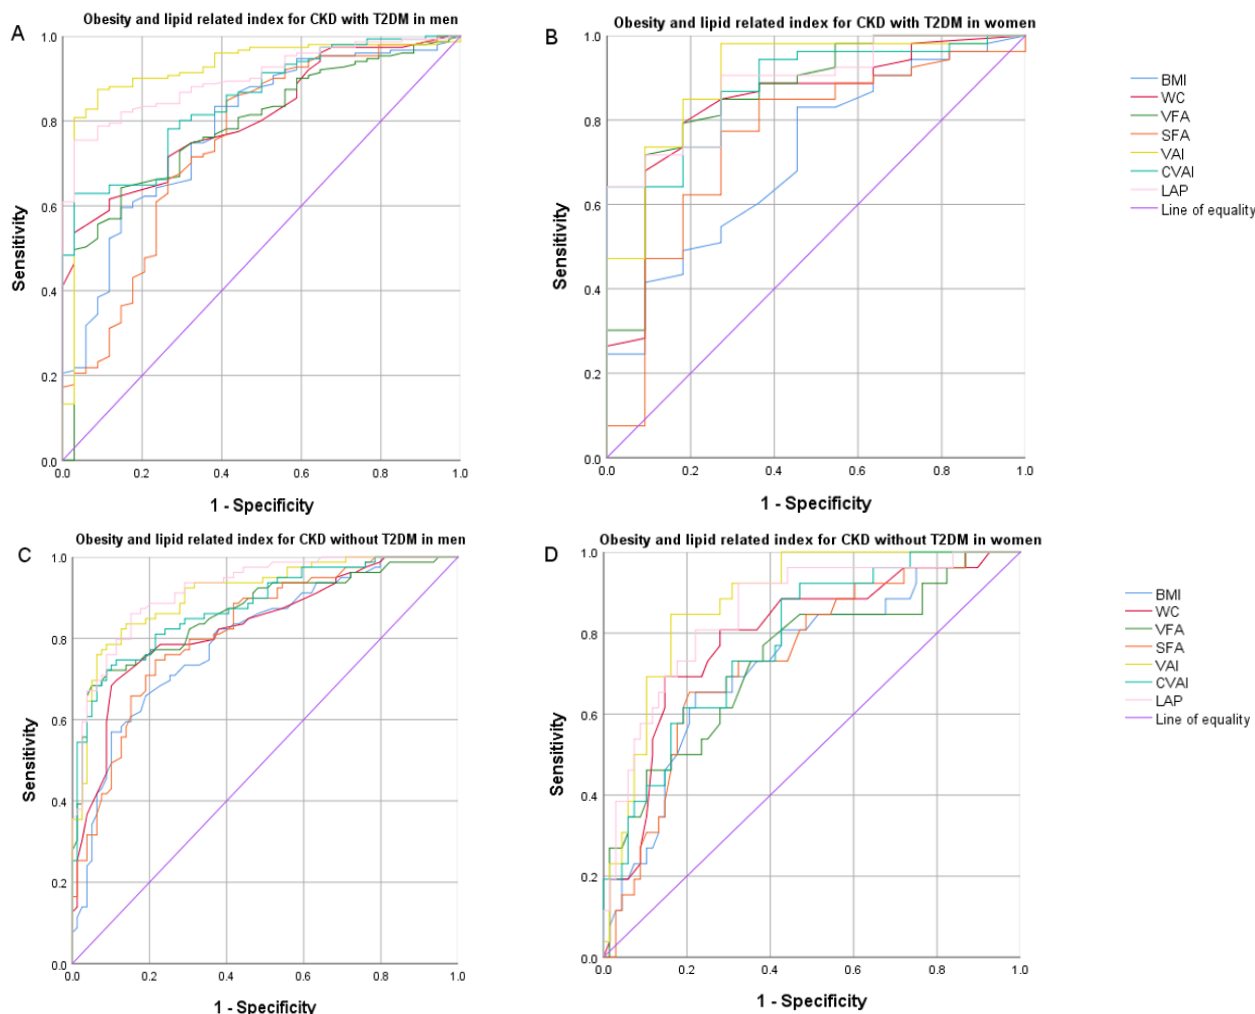 A
Obesity and lipid related index for CKD with T2DM in men
1.0
0.8
0.6
0.4
0.2
0.0
Sensitivity
0.0 0.2 0.4 0.6 0.8 1.0
1 - Specificity
B
Obesity and lipid related index for CKD with T2DM in women
1.0
0.8
0.6
0.4
0.2
0.0
Sensitivity
0.0 0.2 0.4 0.6 0.8 1.0
1 - Specificity
BMI
WC
VFA
SFA
VAI
CVAI
LAP
Line of equality
C
Obesity and lipid related index for CKD without T2DM in men
1.0
0.8
0.6
0.4
0.2
0.0
Sensitivity
0.0 0.2 0.4 0.6 0.8 1.0
1 - Specificity
D
Obesity and lipid related index for CKD without T2DM in women
1.0
0.8
0.6
0.4
0.2
0.0
Sensitivity
0.0 0.2 0.4 0.6 0.8 1.0
1 - Specificity
BMI
WC
VFA
SFA
VAI
CVAI
LAP
Line of equality